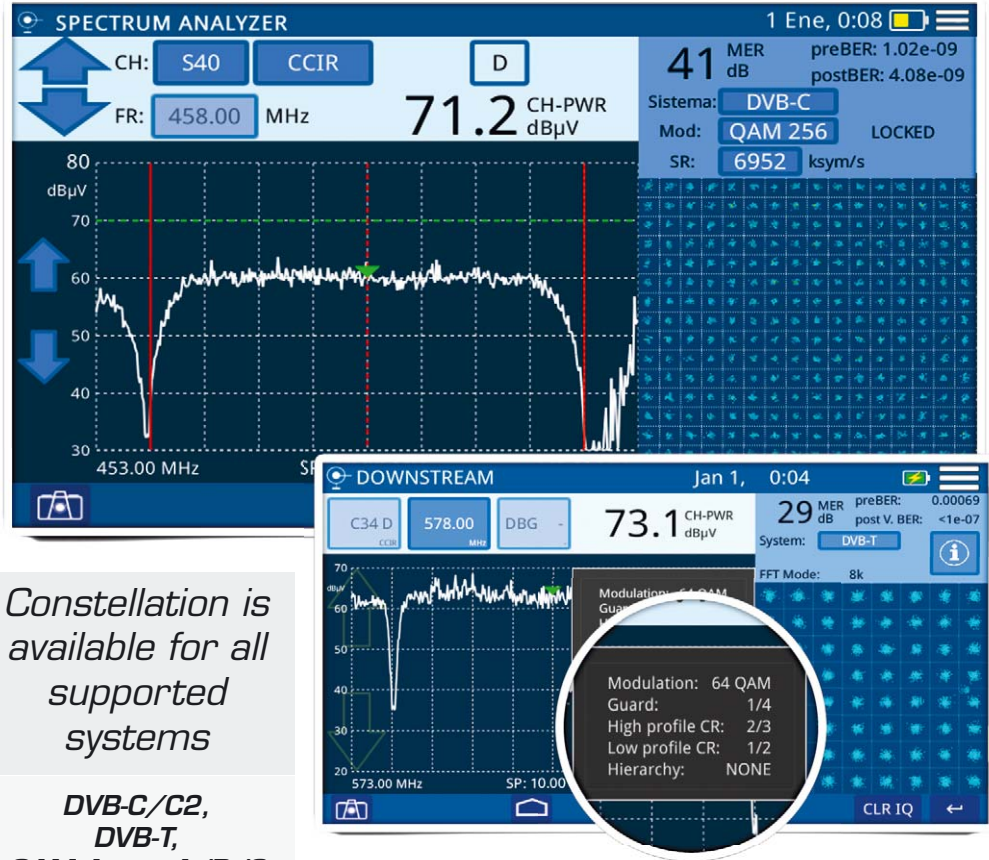 SPECTRUM ANALYZER
1 Ene, 0:08
CH: S40 CCIR D
FR: 458.00 MHz
71.2 CH-PWR dBµV
41 MER dB
preBER: 1.02e-09
postBER: 4.08e-09
Sistema: DVB-C
Mod: QAM 256 LOCKED
SR: 6952 ksym/s
80
dBµV
70
60
50
40
30
453.00 MHz
DOWNSTREAM
Jan 1, 0:04
C34 D
CCIR
578.00
MHz
DBG -
-
73.1 CH-PWR dBµV
29 MER dB
preBER: 0.00069
post V. BER: <1e-07
System: DVB-T
FFT Mode: 8k
70
dBµV
60
50
40
30
20
573.00 MHz
SP: 10.00
Modulation: 64 QAM
Modulation: 64 QAM
Guard: 1/4
High profile CR: 2/3
Low profile CR: 1/2
Hierarchy: NONE
CLR IQ
Constellation is
available for all
supported
systems
DVB-C/C2,
DVB-T,